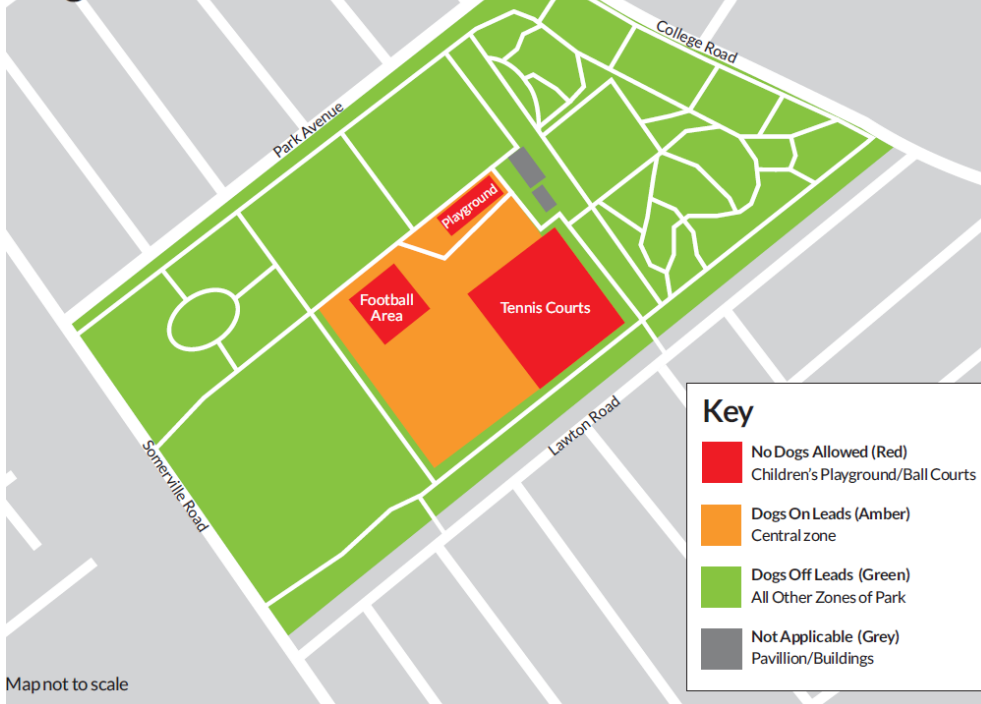 College Road
Park Avenue
Playground
Football
Area
Tennis Courts
Lawton Road
Somerville Road
Key
No Dogs Allowed (Red)
Children's Playground/Ball Courts
Dogs On Leads (Amber)
Central zone
Dogs Off Leads (Green)
All Other Zones of Park
Not Applicable (Grey)
Pavillion/Buildings
Map not to scale